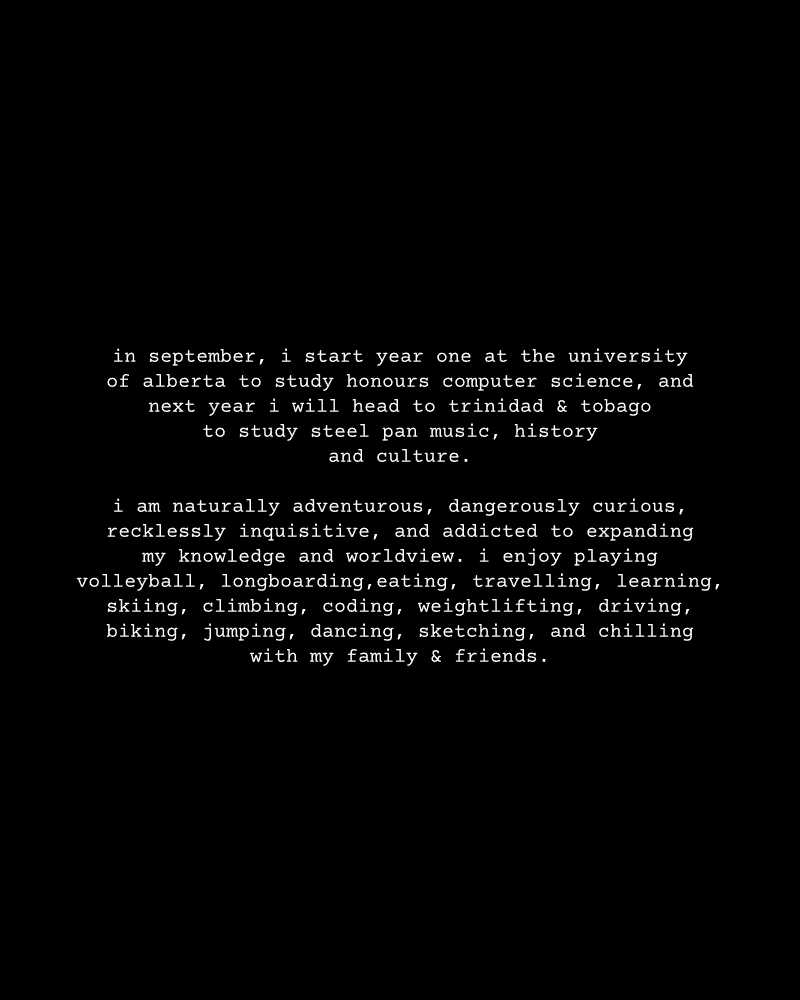 in september, i start year one at the university
of alberta to study honours computer science, and
next year i will head to trinidad & tobago
to study steel pan music, history
and culture.
i am naturally adventurous, dangerously curious,
recklessly inquisitive, and addicted to expanding
my knowledge and worldview. i enjoy playing
volleyball, longboarding,eating, travelling, learning,
skiing, climbing, coding, weightlifting, driving,
biking, jumping, dancing, sketching, and chilling
with my family & friends.